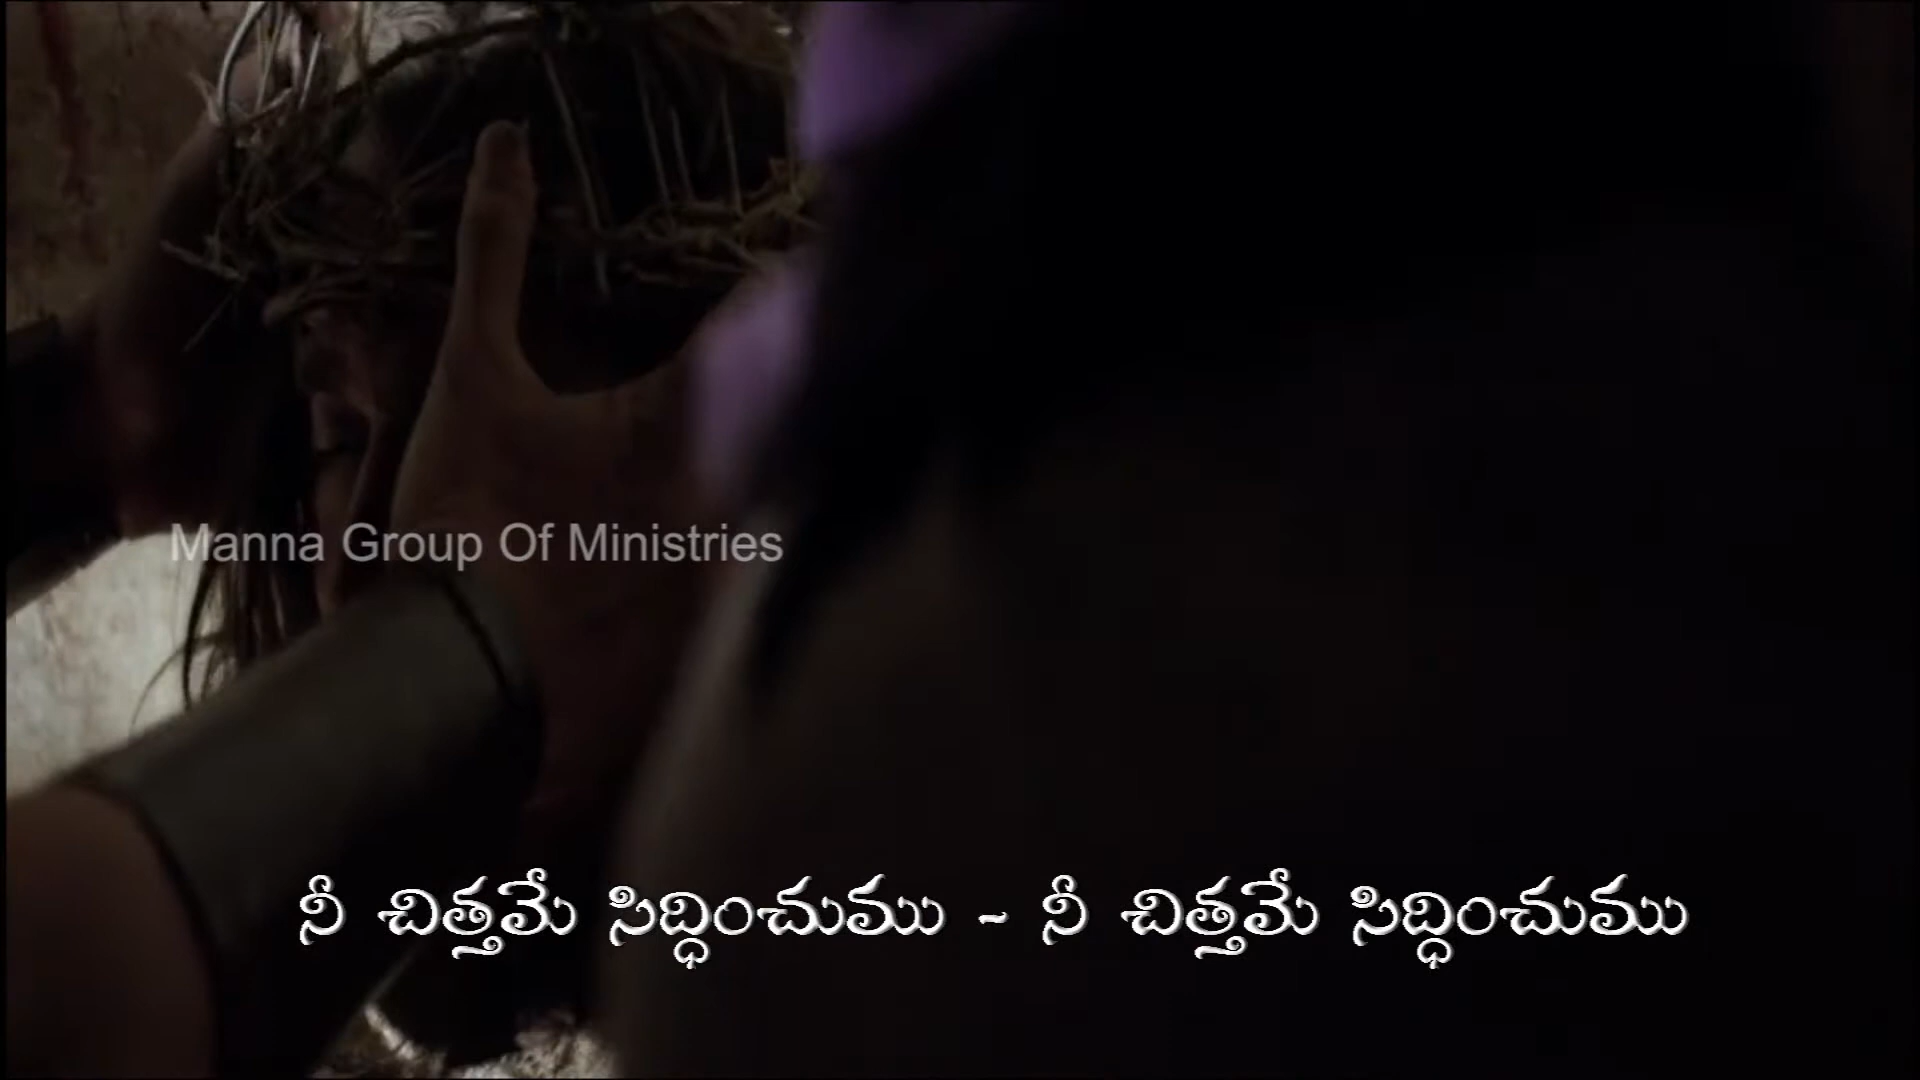 Manna Group Of Ministries
నీ చిత్తమే సిద్ధించుము - నీ చిత్తమే సిద్ధించుము